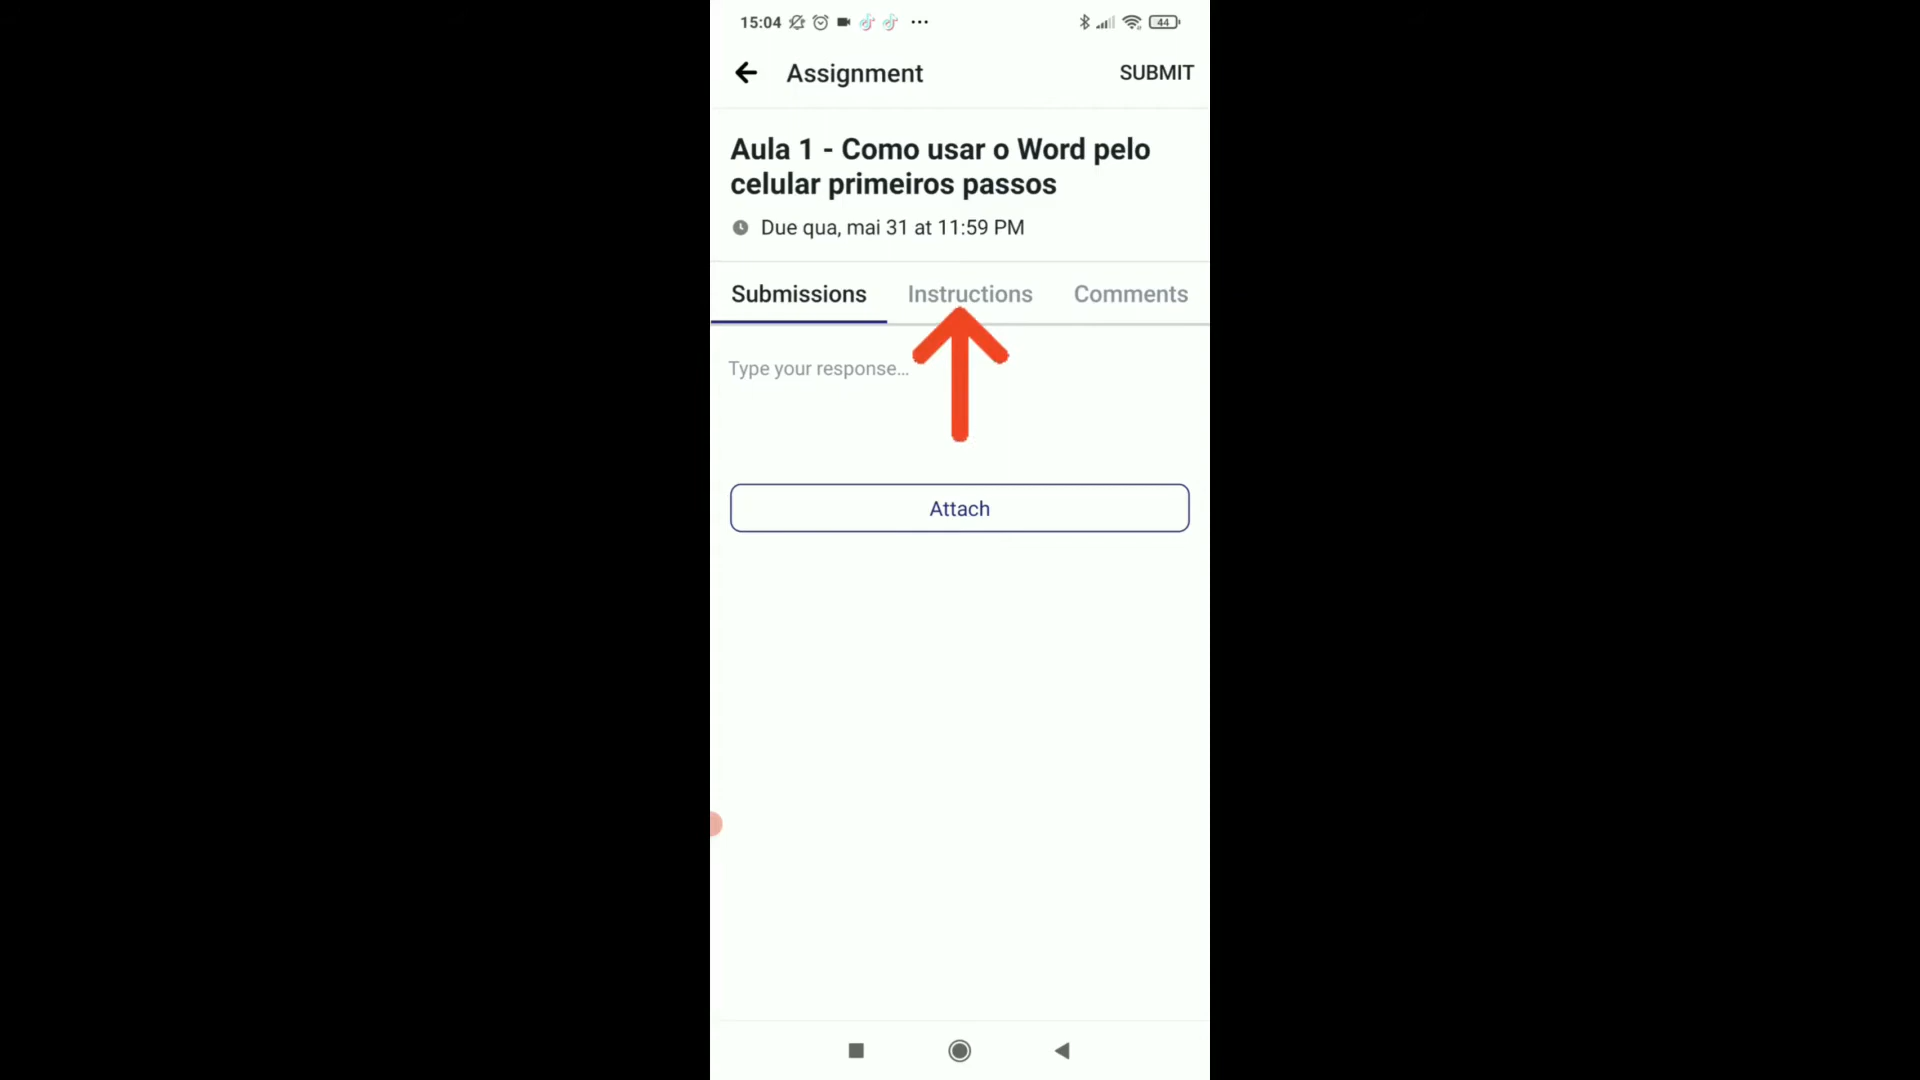 15:04 44
Assignment SUBMIT
Aula 1 - Como usar o Word pelo
celular primeiros passos
Due qua, mai 31 at 11:59 PM
Submissions Instructions Comments
Type your response...
Attach